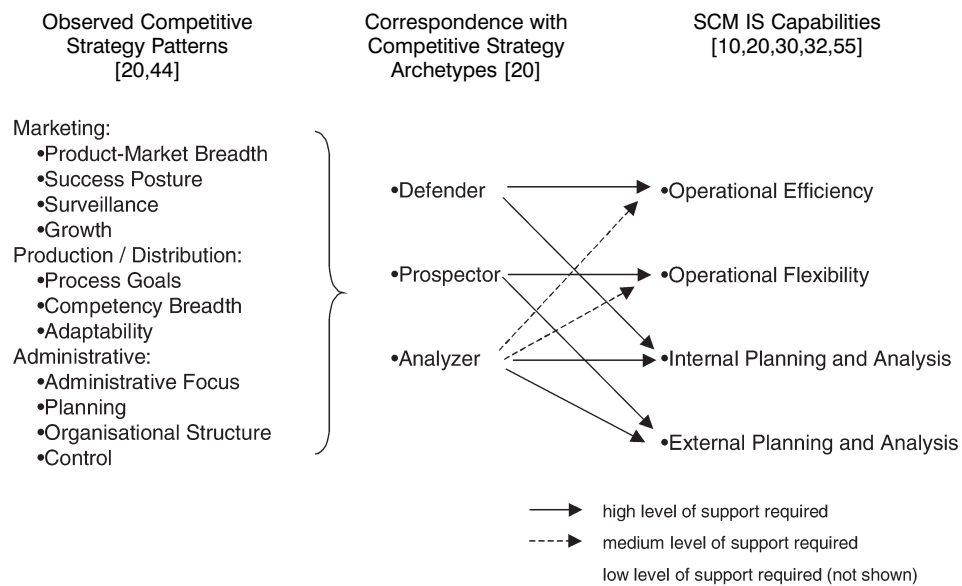 Observed Competitive
Strategy Patterns
[20,44]
Correspondence with
Competitive Strategy
Archetypes [20]
SCM IS Capabilities
[10,20,30,32,55]
Marketing:
•Product-Market Breadth
•Success Posture
•Surveillance
•Growth
Production / Distribution:
•Process Goals
•Competency Breadth
•Adaptability
Administrative:
•Administrative Focus
•Planning
•Organisational Structure
•Control
•Defender
•Prospector
•Analyzer
•Operational Efficiency
•Operational Flexibility
•Internal Planning and Analysis
•External Planning and Analysis
high level of support required
medium level of support required
low level of support required (not shown)